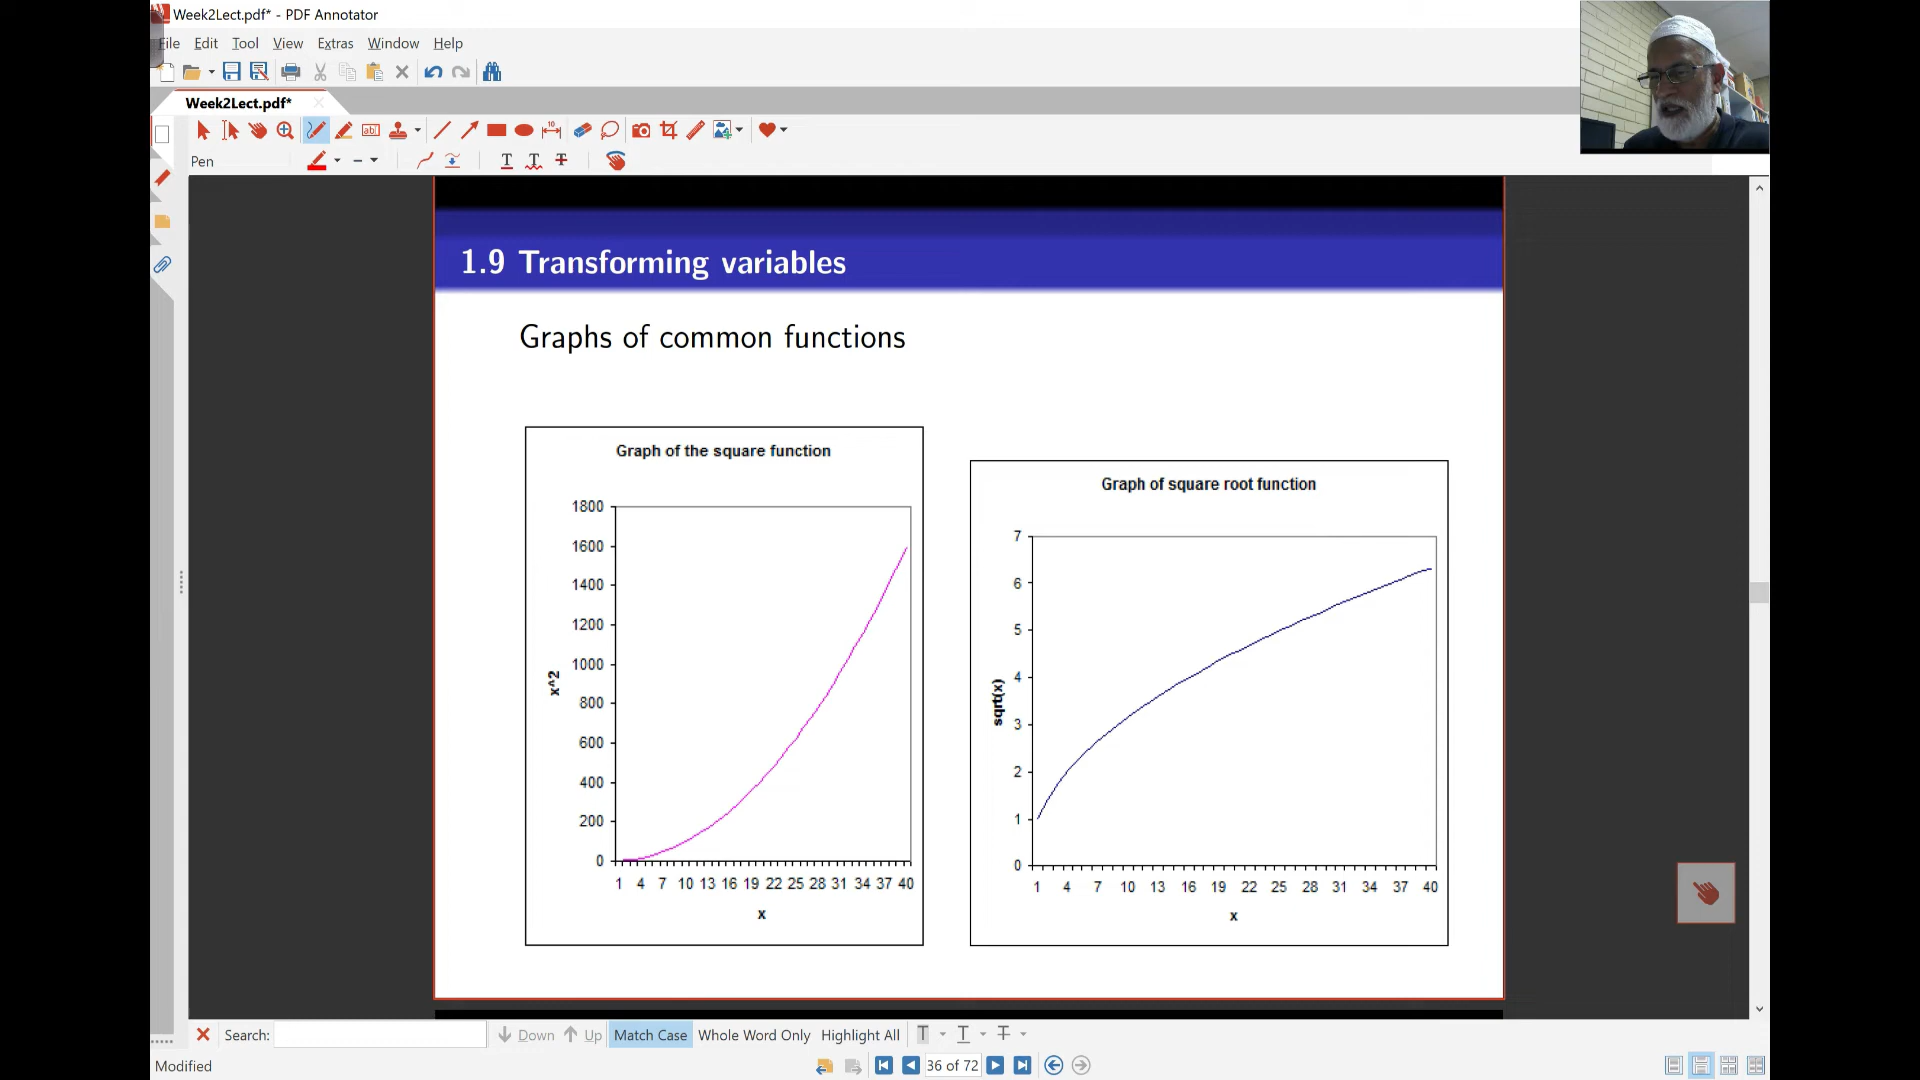 Week2Lect.pdf* - PDF Annotator
File Edit Tool View Extras Window Help
Week2Lect.pdf*
Pen
1.9 Transforming variables
Graphs of common functions
Graph of the square function
1800
1600
1400
1200
1000
800
600
400
200
0
x^2
1 4 7 10 13 16 19 22 25 28 31 34 37 40
x
Graph of square root function
7
6
5
4
3
2
1
0
sqrt(x)
1 4 7 10 13 16 19 22 25 28 31 34 37 40
x
Search: Down Up Match Case Whole Word Only Highlight All
Modified
36 of 72